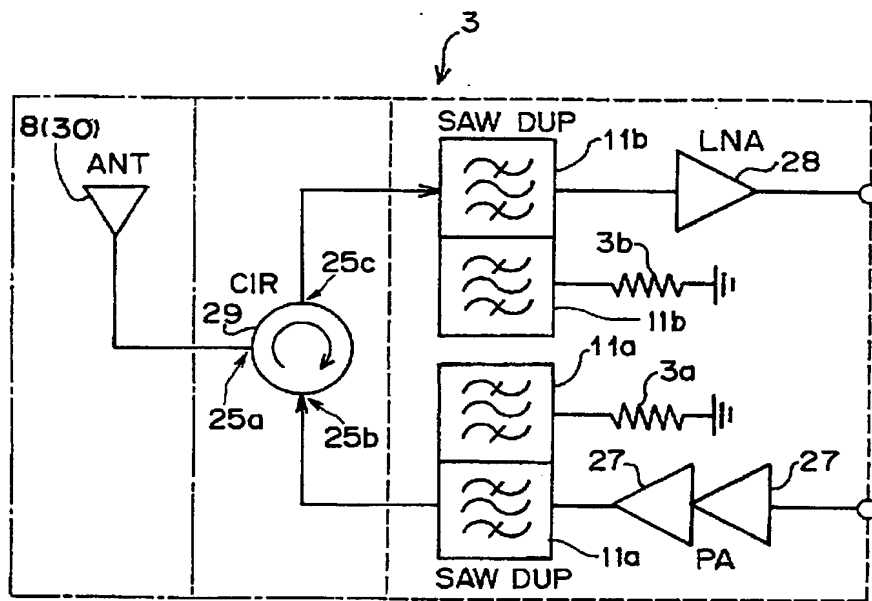 3
8(30)
ANT
SAW DUP
11b
LNA
28
25c
3b
CIR
29
11b
11a
3a
25a
25b
27
27
11a
PA
SAW DUP